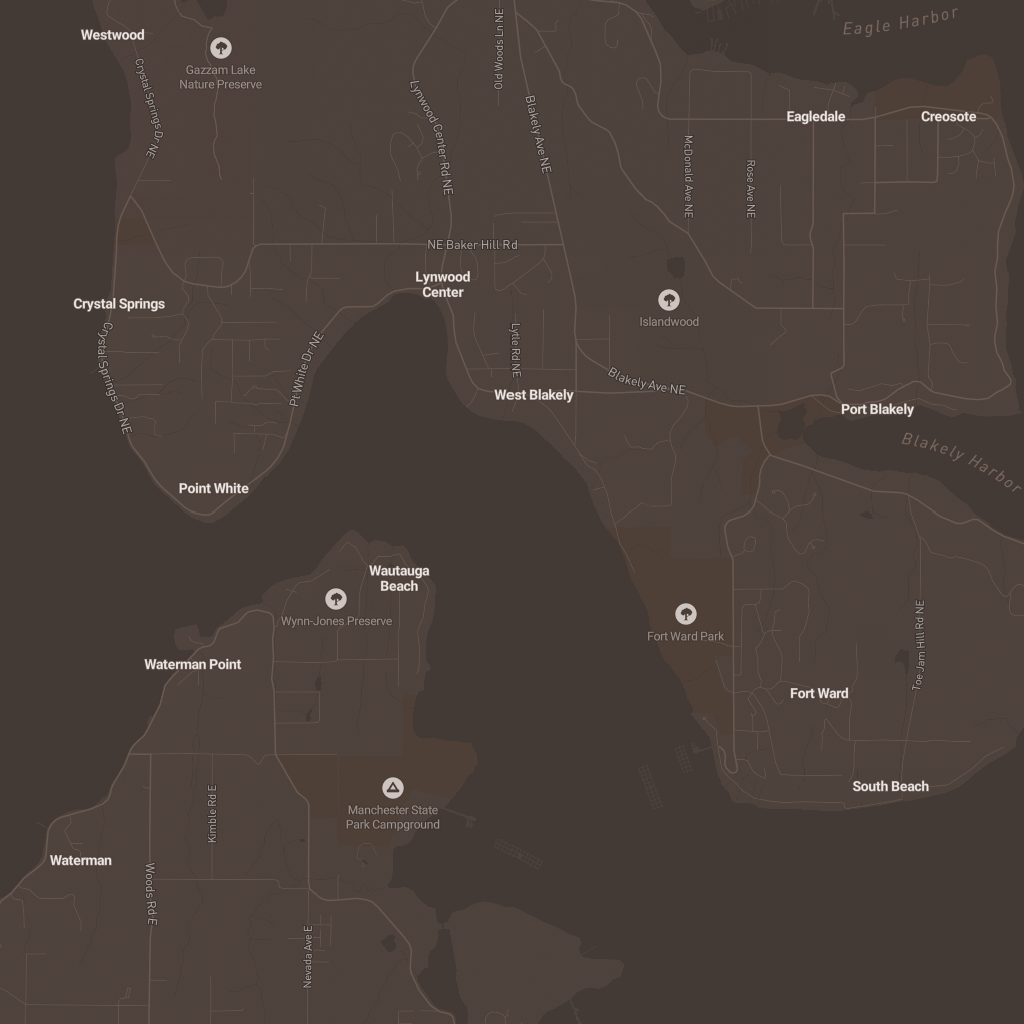 Eagle Harbor
Westwood
Gazzam Lake
Nature Preserve
Crystal Springs Dr NE
Old Woods Ln NE
Lynwood Center Rd NE
Blakely Ave NE
Eagledale
Creosote
McDonald Ave NE
Rose Ave NE
NE Baker Hill Rd
Lynwood
Center
Crystal Springs
Islandwood
Crystal Springs Dr NE
Pt White Dr NE
Lytle Rd NE
Blakely Ave NE
West Blakely
Port Blakely
Blakely Harbor
Point White
Wautauga
Beach
Wynn-Jones Preserve
Fort Ward Park
Toe Jam Hill Rd NE
Waterman Point
Fort Ward
South Beach
Kimble Rd E
Manchester State
Park Campground
Waterman
Woods Rd E
Nevada Ave E